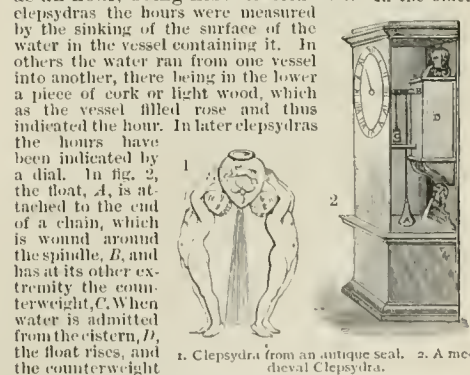 clepsydras the hours were measured
by the sinking of the surface of the
water in the vessel containing it. In
others the water ran from one vessel
into another, there being in the lower
a piece of cork or light wood, which
as the vessel filled rose and thus
indicated the hour. In later clepsydras
the hours have
been indicated by
a dial. In fig. 2,
the float, A, is at-
tached to the end
of a chain, which
is wound around
the spindle, B, and
has at its other ex-
tremity the coun-
terweight, C. When
water is admitted
from the cistern, D,
the float rises, and
the counterweight
1
2
C
D
A
1. Clepsydra from an antique seal. 2. A me-
diæval Clepsydra.